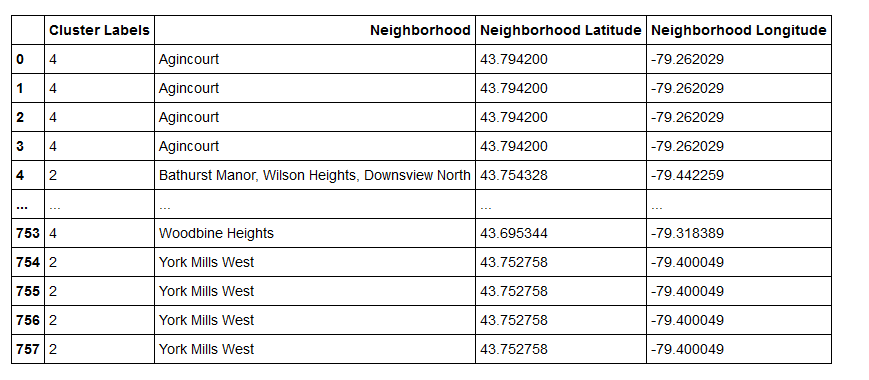 Cluster Labels Neighborhood Neighborhood Latitude Neighborhood Longitude
0 4 Agincourt 43.794200 -79.262029
1 4 Agincourt 43.794200 -79.262029
2 4 Agincourt 43.794200 -79.262029
3 4 Agincourt 43.794200 -79.262029
4 2 Bathurst Manor, Wilson Heights, Downsview North 43.754328 -79.442259
... ... ... ... ...
753 4 Woodbine Heights 43.695344 -79.318389
754 2 York Mills West 43.752758 -79.400049
755 2 York Mills West 43.752758 -79.400049
756 2 York Mills West 43.752758 -79.400049
757 2 York Mills West 43.752758 -79.400049